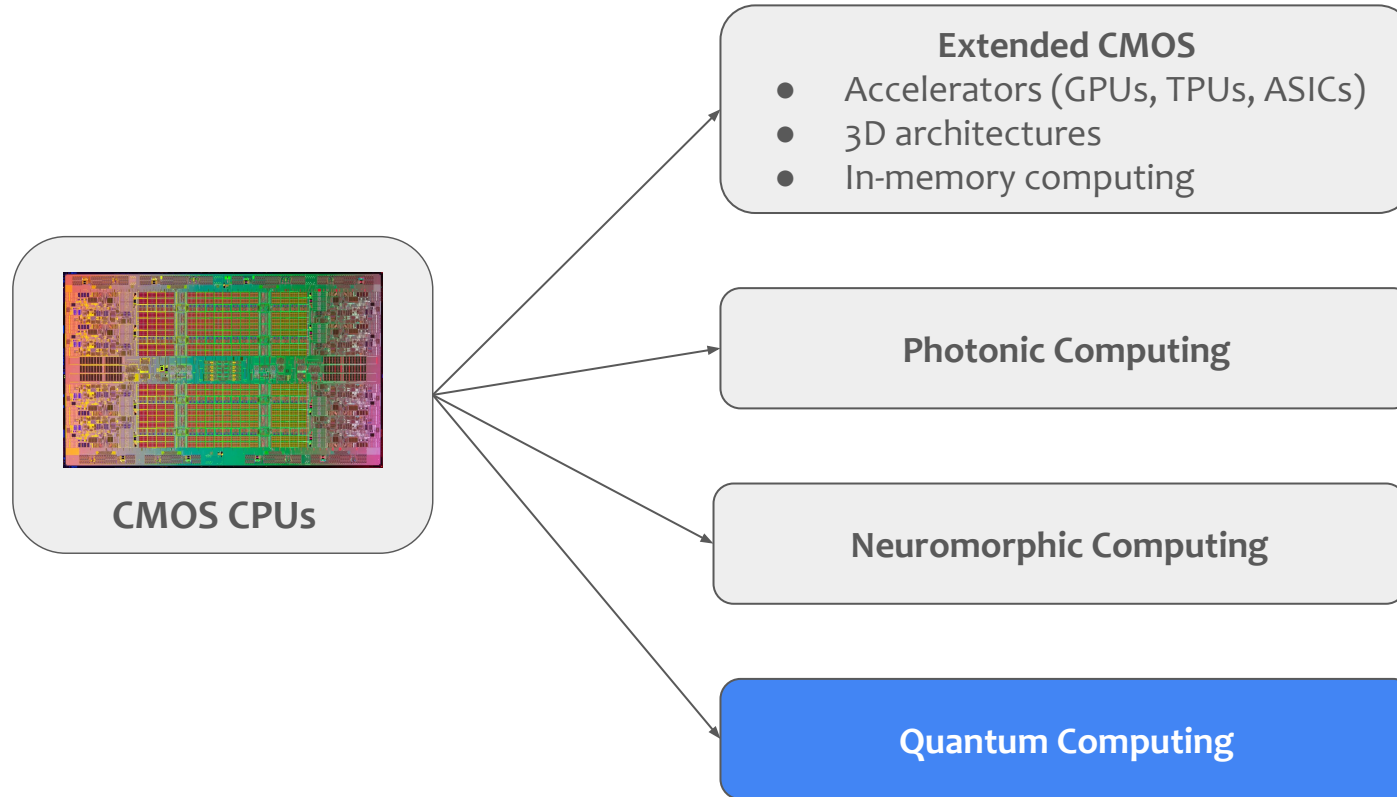 Extended CMOS
● Accelerators (GPUs, TPUs, ASICs)
● 3D architectures
● In-memory computing
Photonic Computing
CMOS CPUs
Neuromorphic Computing
Quantum Computing